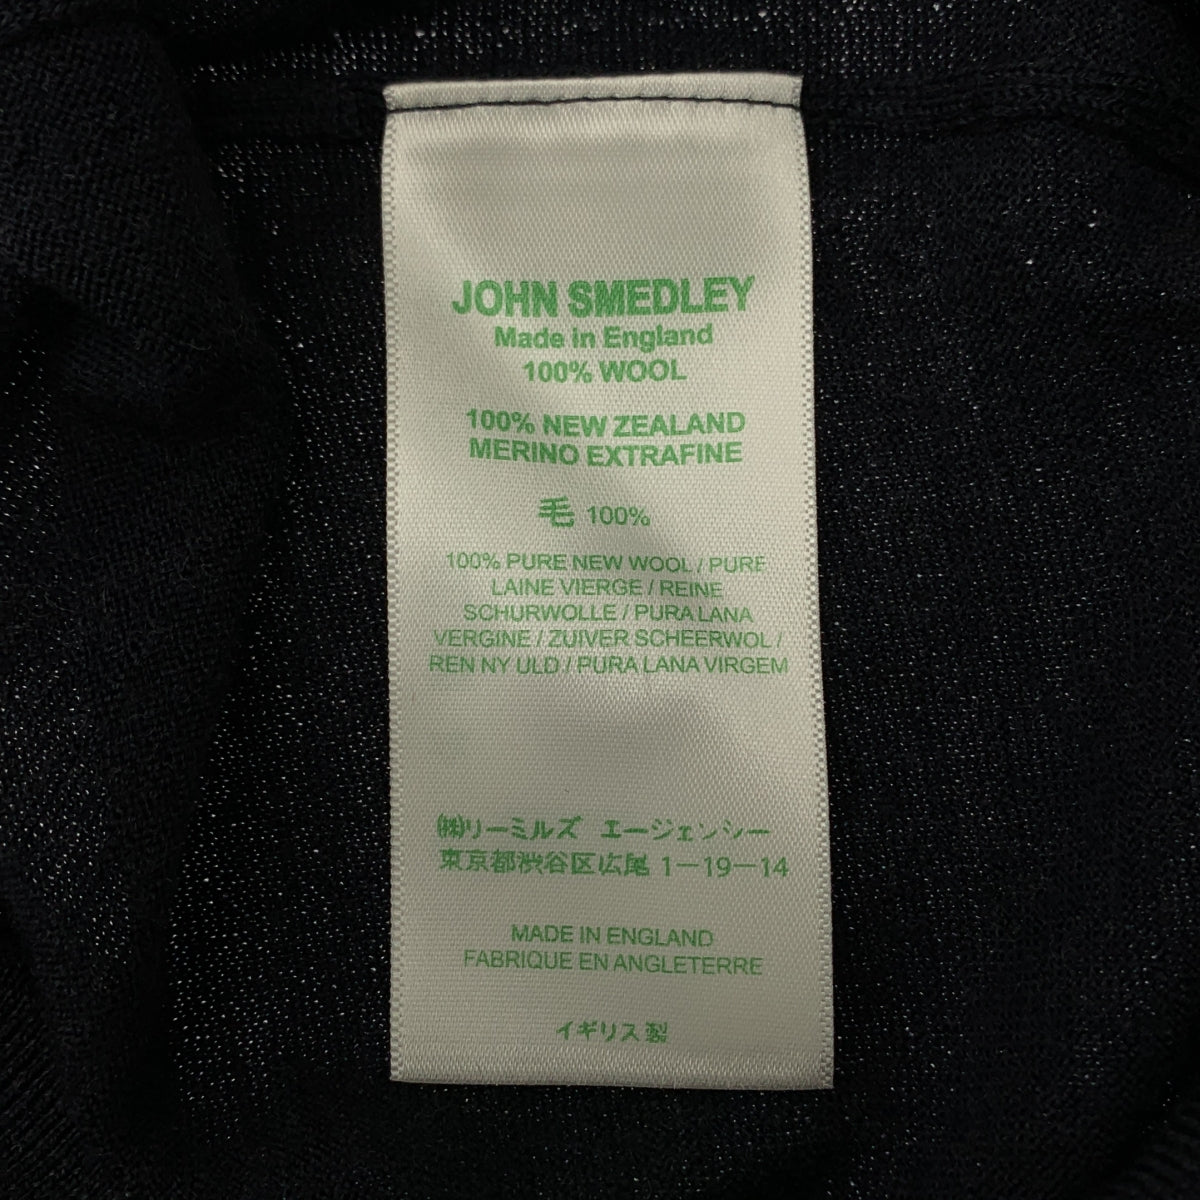 JOHN SMEDLEY
Made in England
100% WOOL
100% NEW ZEALAND
MERINO EXTRAFINE
毛 100%
100% PURE NEW WOOL / PURE
LAINE VIERGE / REINE
SCHURWOLLE / PURA LANA
VERGINE / ZUIVER SCHEERWOL /
REN NY ULD / PURA LANA VIRGEM
㈱リーミルズ エージェンシー
東京都渋谷区広尾 1－19－14
MADE IN ENGLAND
FABRIQUE EN ANGLETERRE
イギリス製